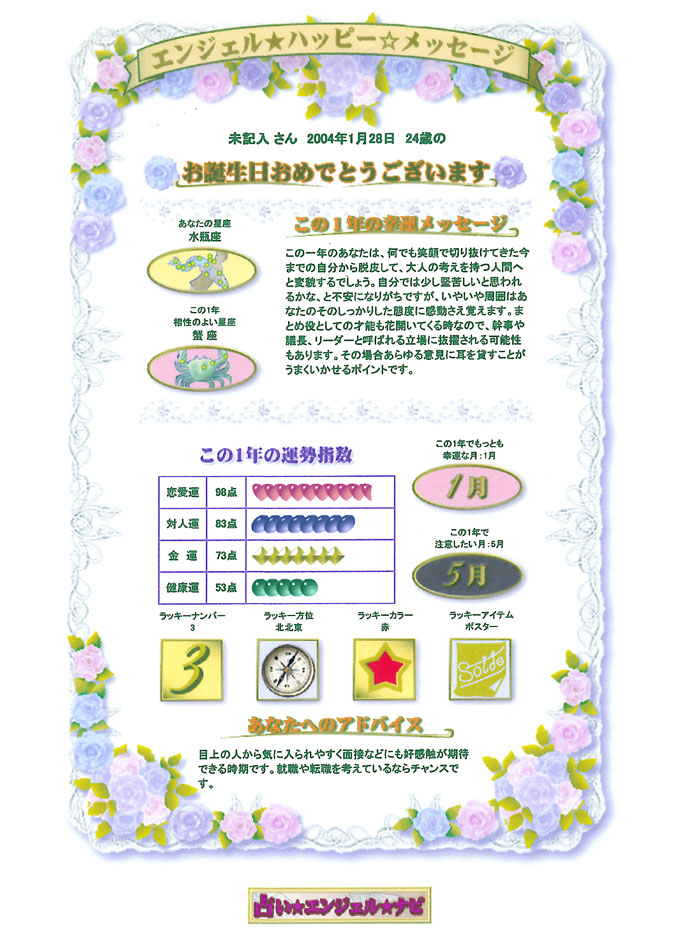 エンジェル★ハッピー☆メッセージ
未記入 さん 2004年1月28日 24歳の
お誕生日おめでとうございます
あなたの星座
水瓶座
この1年
相性のよい星座
蟹 座
この1年の幸運メッセージ
この一年のあなたは、何でも笑顔で切り抜けてきた今
までの自分から脱皮して、大人の考えを持つ人間へ
と変貌するでしょう。自分では少し堅苦しいと思われ
るかな、と不安になりがちですが、いやいや周囲はあ
なたのそのしっかりした態度に感動さえ覚えます。ま
とめ役としての才能も花開いてくる時なので、幹事や
議長、リーダーと呼ばれる立場に抜擢される可能性
もあります。その場合あらゆる意見に耳を貸すことが
うまくいかせるポイントです。
この1年の運勢指数
恋愛運 98点
対人運 83点
金 運 73点
健康運 53点
この1年でもっとも
幸運な月:1月
1月
この1年で
注意したい月:5月
5月
ラッキーナンバー
3
ラッキー方位
北北東
ラッキーカラー
赤
ラッキーアイテム
ポスター
3
あなたへのアドバイス
目上の人から気に入られやすく面接などにも好感触が期待
できる時期です。就職や転職を考えているならチャンスで
す。
占い☆エンジェル☆ナビ